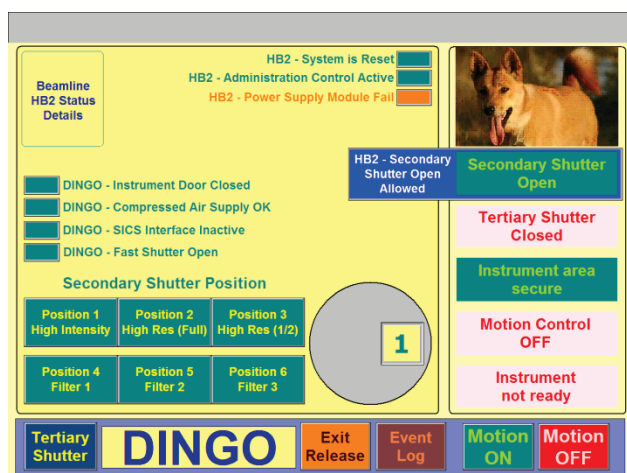 Beamline
HB2 Status
Details
HB2 - System is Reset
HB2 - Administration Control Active
HB2 - Power Supply Module Fail
HB2 - Secondary
Shutter Open
Allowed
Secondary Shutter
Open
DINGO - Instrument Door Closed
DINGO - Compressed Air Supply OK
DINGO - SICS Interface Inactive
DINGO - Fast Shutter Open
Tertiary Shutter
Closed
Instrument area
secure
Motion Control
OFF
Instrument
not ready
Secondary Shutter Position
Position 1
High Intensity
Position 2
High Res (Full)
Position 3
High Res (1/2)
Position 4
Filter 1
Position 5
Filter 2
Position 6
Filter 3
1
Tertiary
Shutter
DINGO
Exit
Release
Event
Log
Motion
ON
Motion
OFF